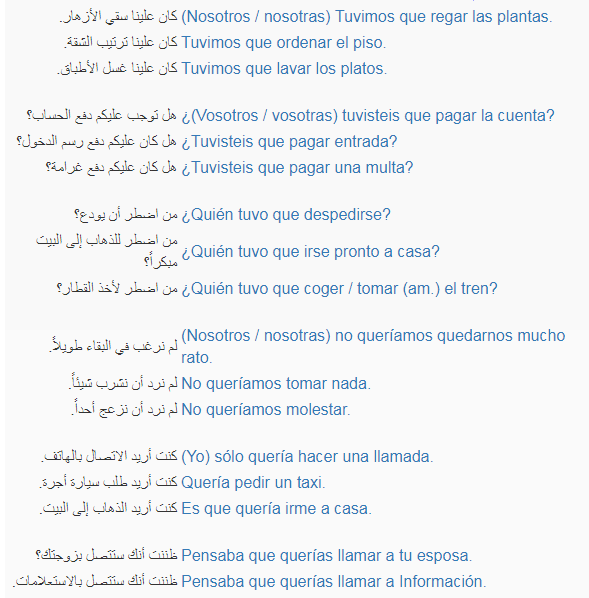 كان علينا سقي الأزهار. (Nosotros / nosotras) Tuvimos que regar las plantas.
كان علينا ترتيب الشقة. Tuvimos que ordenar el piso.
كان علينا غسل الأطباق. Tuvimos que lavar los platos.
هل توجب عليكم دفع الحساب؟ ¿(Vosotros / vosotras) tuvisteis que pagar la cuenta?
هل كان عليكم دفع رسم الدخول؟ ¿Tuvisteis que pagar entrada?
هل كان عليكم دفع غرامة؟ ¿Tuvisteis que pagar una multa?
من اضطر أن يودع؟ ¿Quién tuvo que despedirse?
من اضطر للذهاب إلى البيت
مبكراً؟ ¿Quién tuvo que irse pronto a casa?
من اضطر لأخذ القطار؟ ¿Quién tuvo que coger / tomar (am.) el tren?
لم نرغب في البقاء طويلاً. (Nosotros / nosotras) no queríamos quedarnos mucho
rato.
لم نرد أن نشرب شيئاً. No queríamos tomar nada.
لم نرد أن نزعج أحداً. No queríamos molestar.
كنت أريد الاتصال بالهاتف. (Yo) sólo quería hacer una llamada.
كنت أريد طلب سيارة أجرة. Quería pedir un taxi.
كنت أريد الذهاب إلى البيت. Es que quería irme a casa.
ظننت أنك ستتصل بزوجتك؟ Pensaba que querías llamar a tu esposa.
ظننت أنك ستتصل بالاستعلامات. Pensaba que querías llamar a Información.